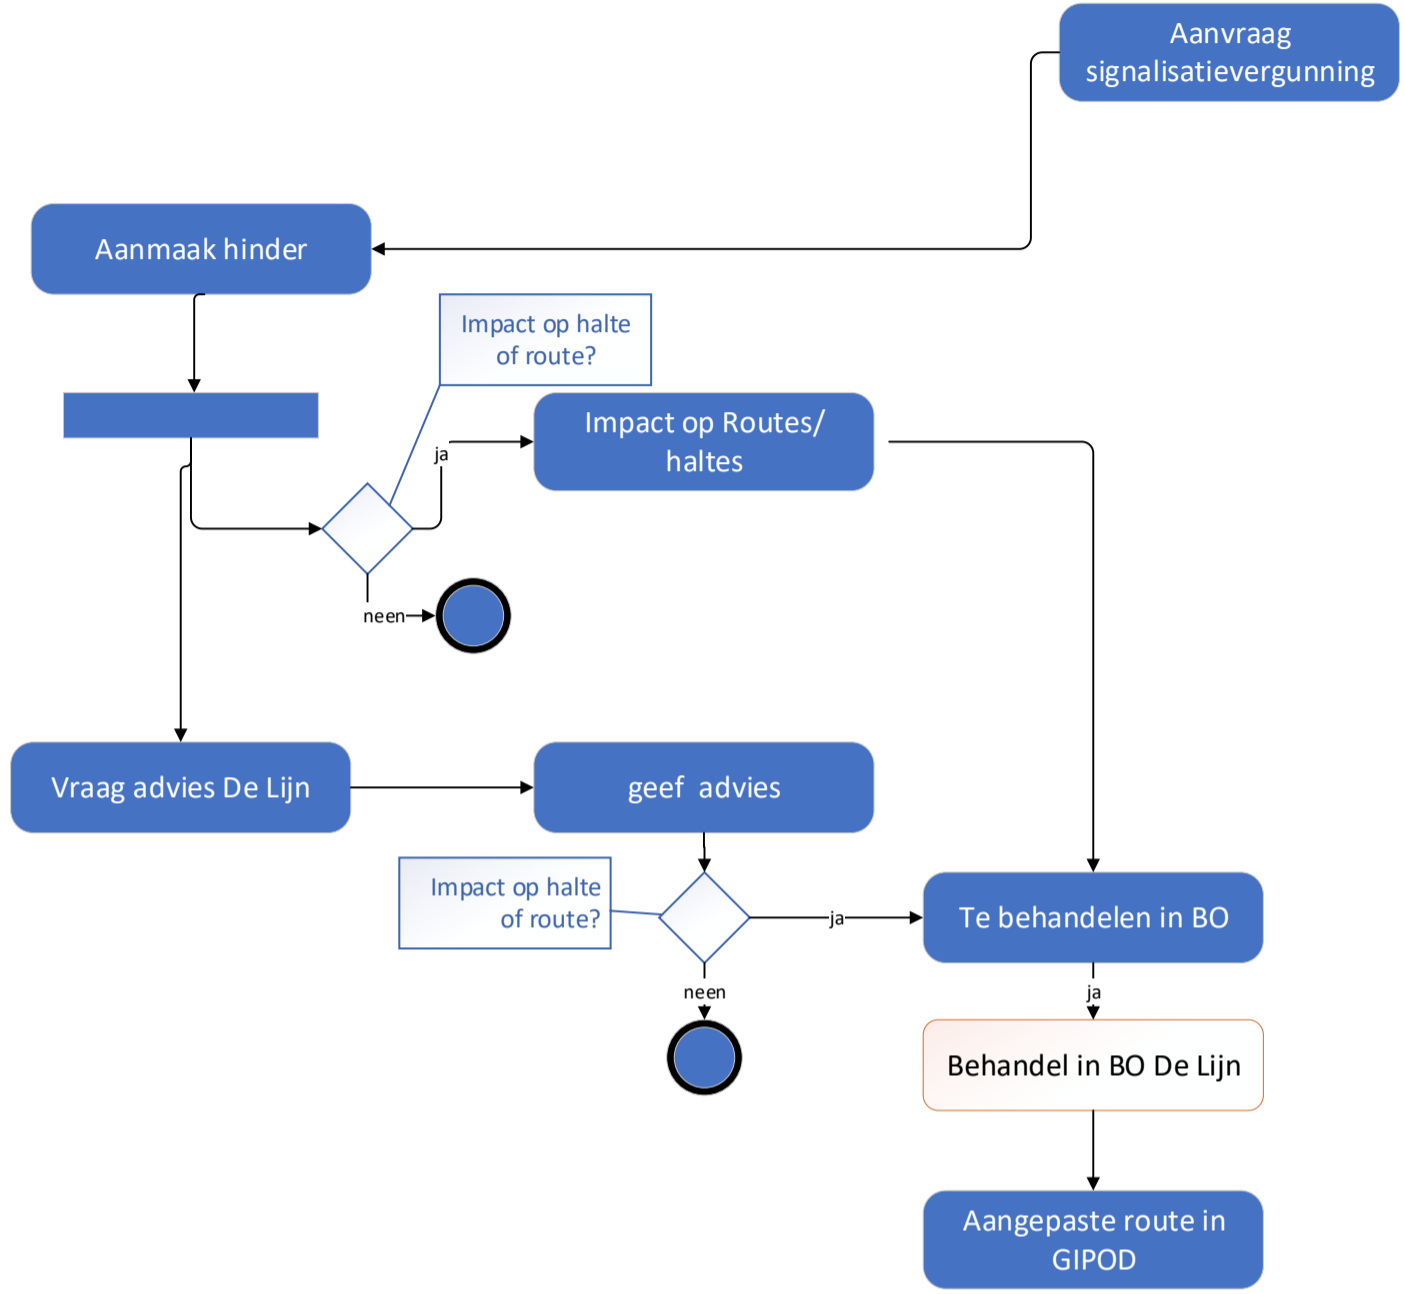 Aanvraag
signalisatievergunning
Aanmaak hinder
Impact op halte
of route?
Impact op Routes/
haltes
ja
neen
Vraag advies De Lijn
geef  advies
Impact op halte
of route?
ja
Te behandelen in BO
neen
ja
Behandel in BO De Lijn
Aangepaste route in
GIPOD